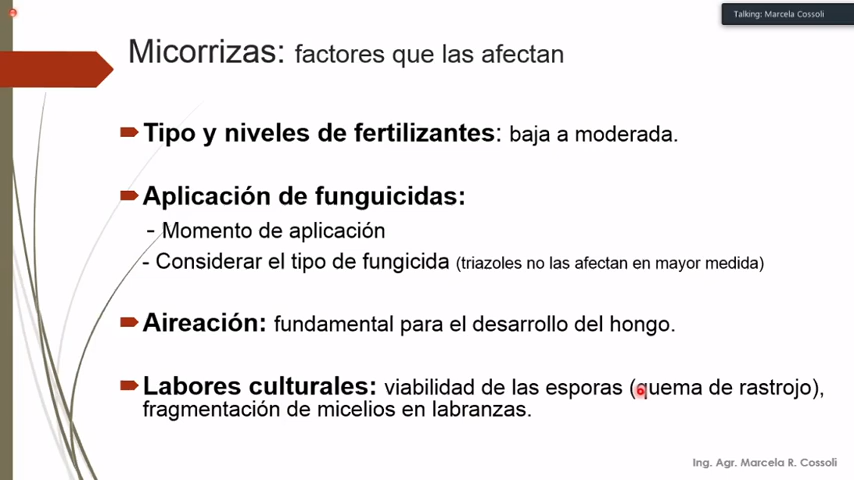 Talking: Marcela Cossoli
Micorrizas: factores que las afectan
Tipo y niveles de fertilizantes: baja a moderada.
Aplicación de funguicidas:
- Momento de aplicación
- Considerar el tipo de fungicida (triazoles no las afectan en mayor medida)
Aireación: fundamental para el desarrollo del hongo.
Labores culturales: viabilidad de las esporas (quema de rastrojo),
fragmentación de micelios en labranzas.
Ing. Agr. Marcela R. Cossoli